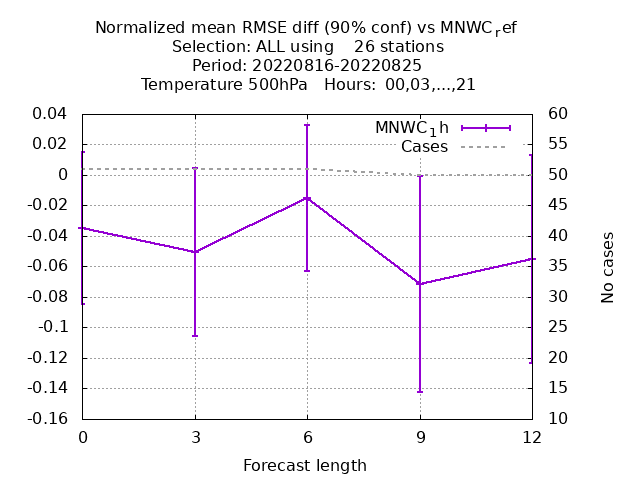 Normalized mean RMSE diff (90% conf) vs MNWCref
Selection: ALL using 26 stations
Period: 20220816-20220825
Temperature 500hPa Hours: 00,03,...,21
MNWC1h
Cases
0.04
0.02
0
-0.02
-0.04
-0.06
-0.08
-0.1
-0.12
-0.14
-0.16
60
55
50
45
40
35
30
25
20
15
10
No cases
0 3 6 9 12
Forecast length